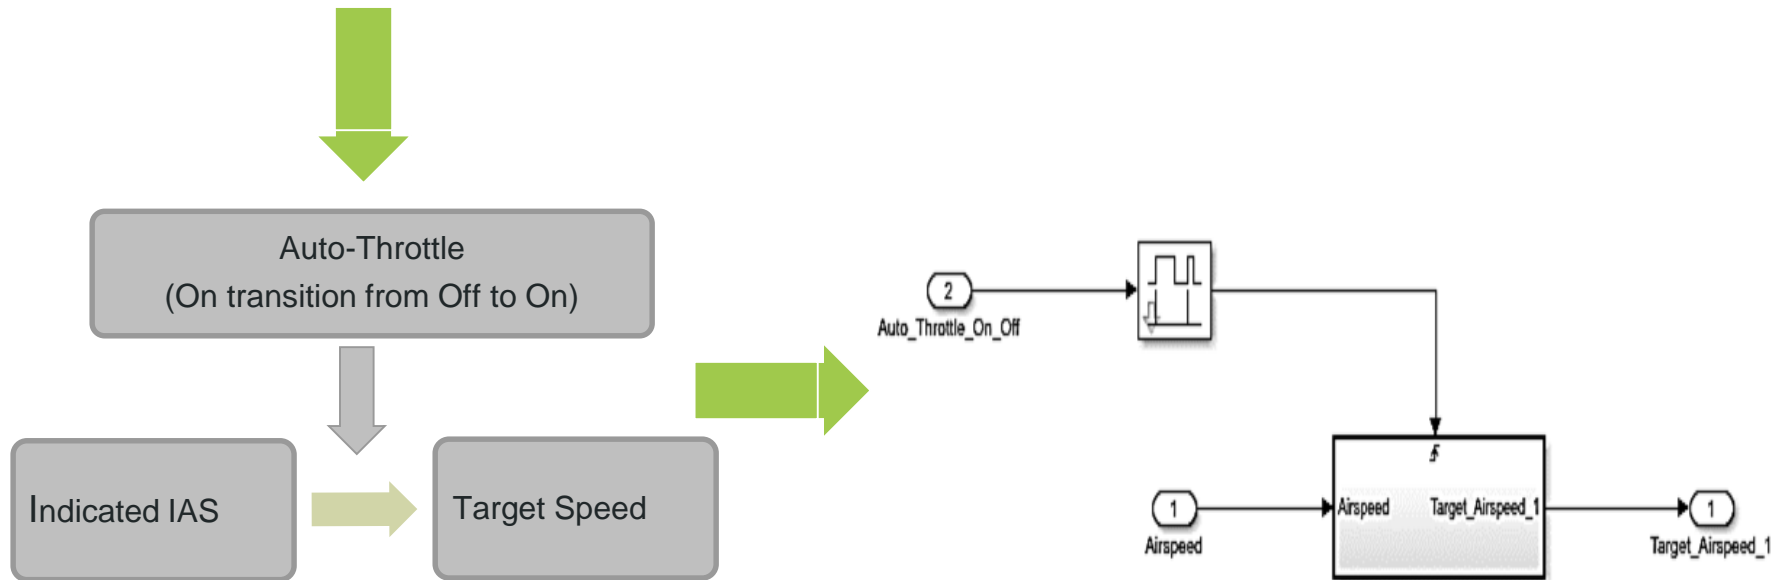 Auto-Throttle
(On transition from Off to On)
Indicated IAS
Target Speed
2
Auto_Throttle_On_Off
1
Airspeed
Airspeed
Target_Airspeed_1
1
Target_Airspeed_1